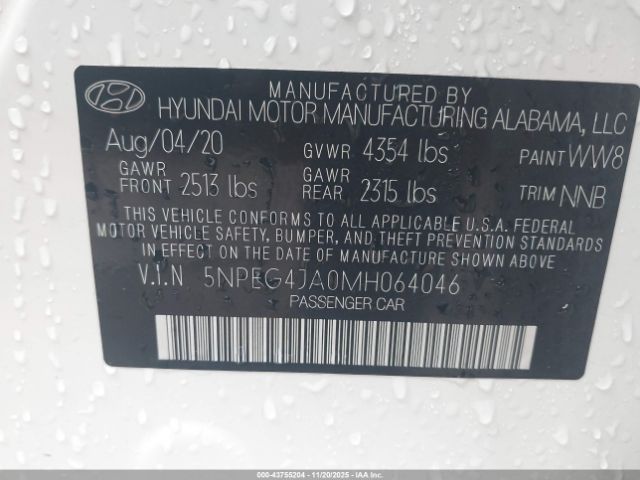 MANUFACTURED BY
HYUNDAI MOTOR MANUFACTURING ALABAMA, LLC
Aug/04/20 GVWR 4354 lbs PAINT WW8
GAWR FRONT 2513 lbs GAWR REAR 2315 lbs TRIM NNB
THIS VEHICLE CONFORMS TO ALL APPLICABLE U.S.A. FEDERAL
MOTOR VEHICLE SAFETY, BUMPER, AND THEFT PREVENTION STANDARDS
IN EFFECT ON THE DATE OF MANUFACTURE SHOWN ABOVE.
V.I.N 5NPEG4JA0MH064046
PASSENGER CAR
000-43755204 - 11/20/2025 - IAAI.com